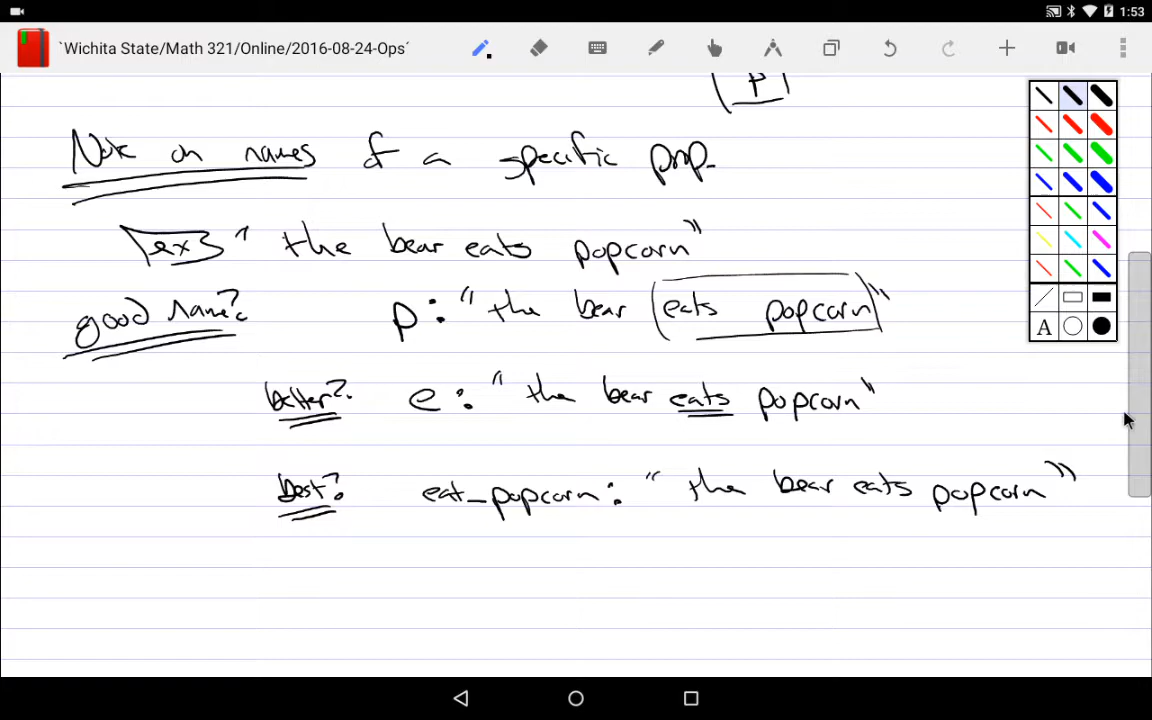 1:53
`Wichita State/Math 321/Online/2016-08-24-Ops´
p
Note on names of a specific prop.
ex3 "the bear eats popcorn"
good name? p: "the bear eats popcorn"
better? e: "the bear eats popcorn"
best? eat_popcorn: "the bear eats popcorn"
A